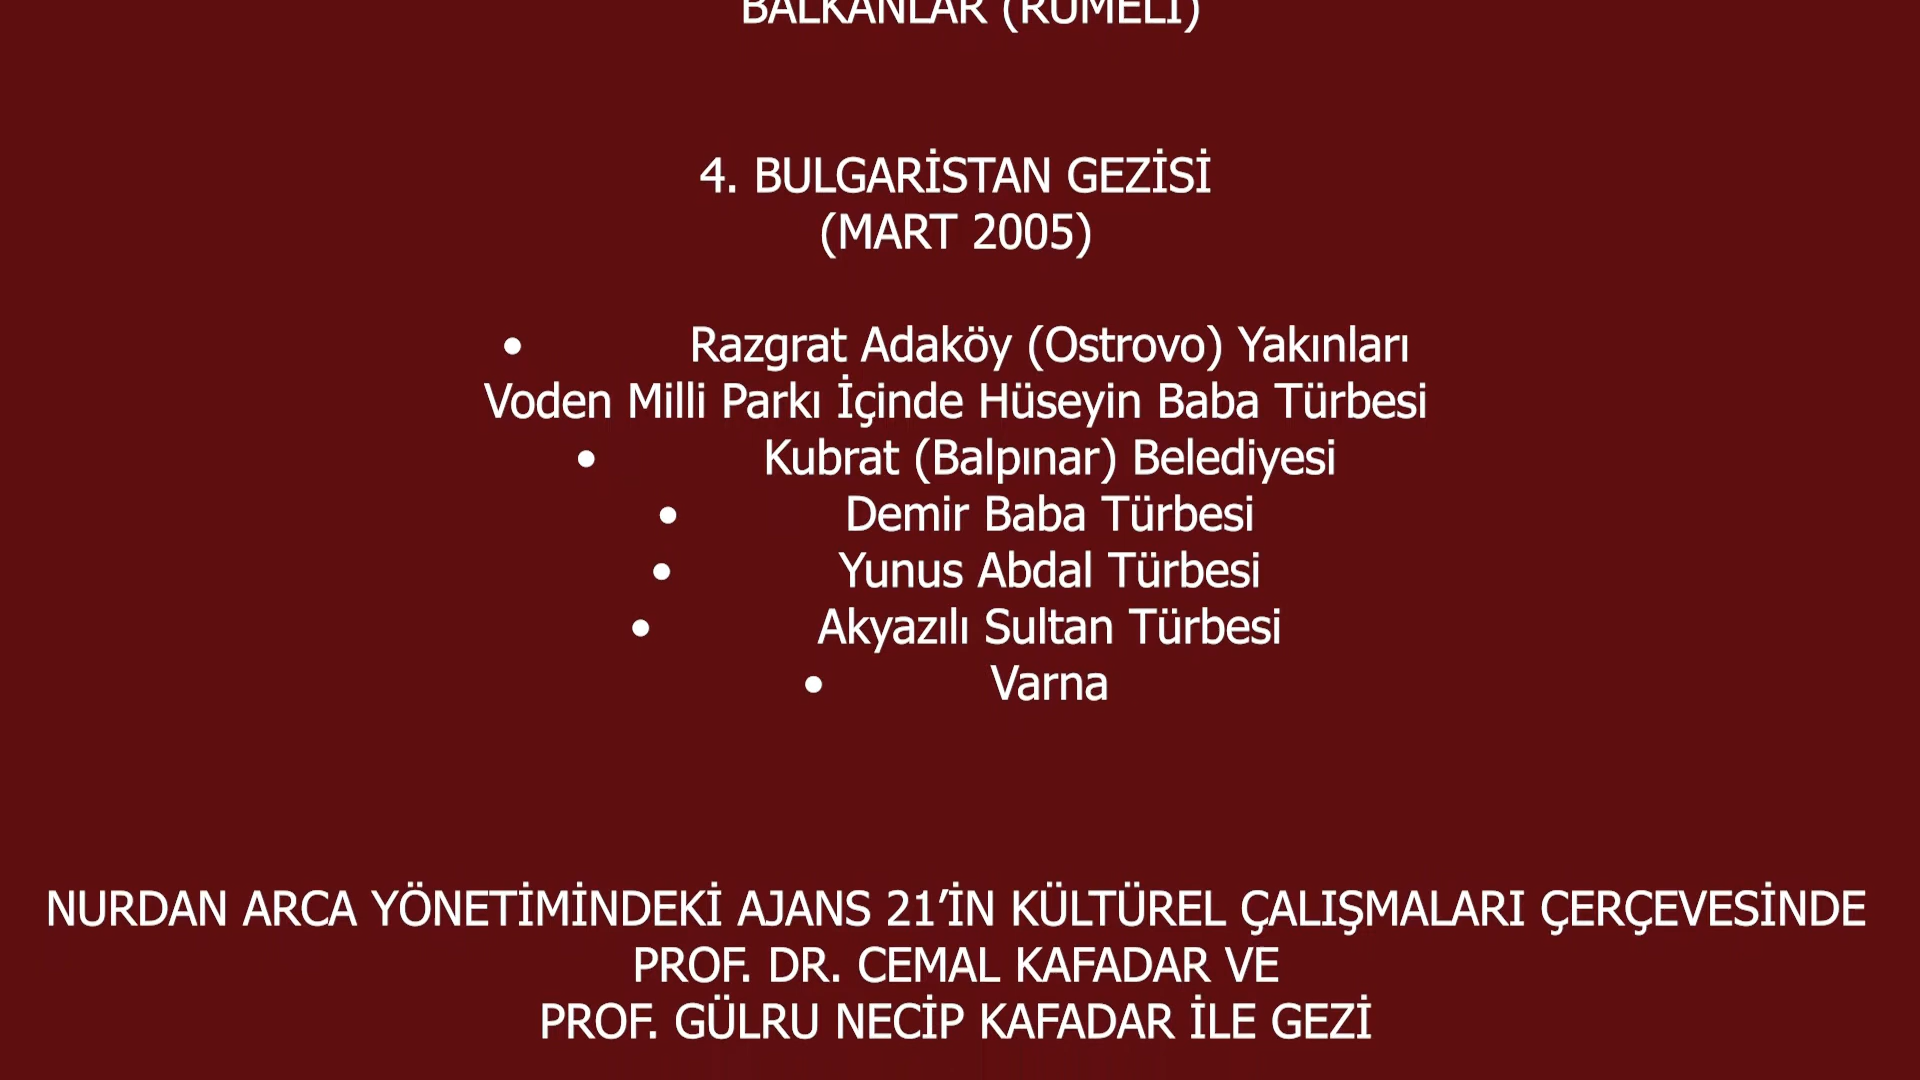 BALKANLAR (RUMELİ)
4. BULGARİSTAN GEZİSİ
(MART 2005)
• Razgrat Adaköy (Ostrovo) Yakınları
Voden Milli Parkı İçinde Hüseyin Baba Türbesi
• Kubrat (Balpınar) Belediyesi
• Demir Baba Türbesi
• Yunus Abdal Türbesi
• Akyazılı Sultan Türbesi
• Varna
NURDAN ARCA YÖNETİMİNDEKİ AJANS 21’İN KÜLTÜREL ÇALIŞMALARI ÇERÇEVESİNDE
PROF. DR. CEMAL KAFADAR VE
PROF. GÜLRU NECİP KAFADAR İLE GEZİ